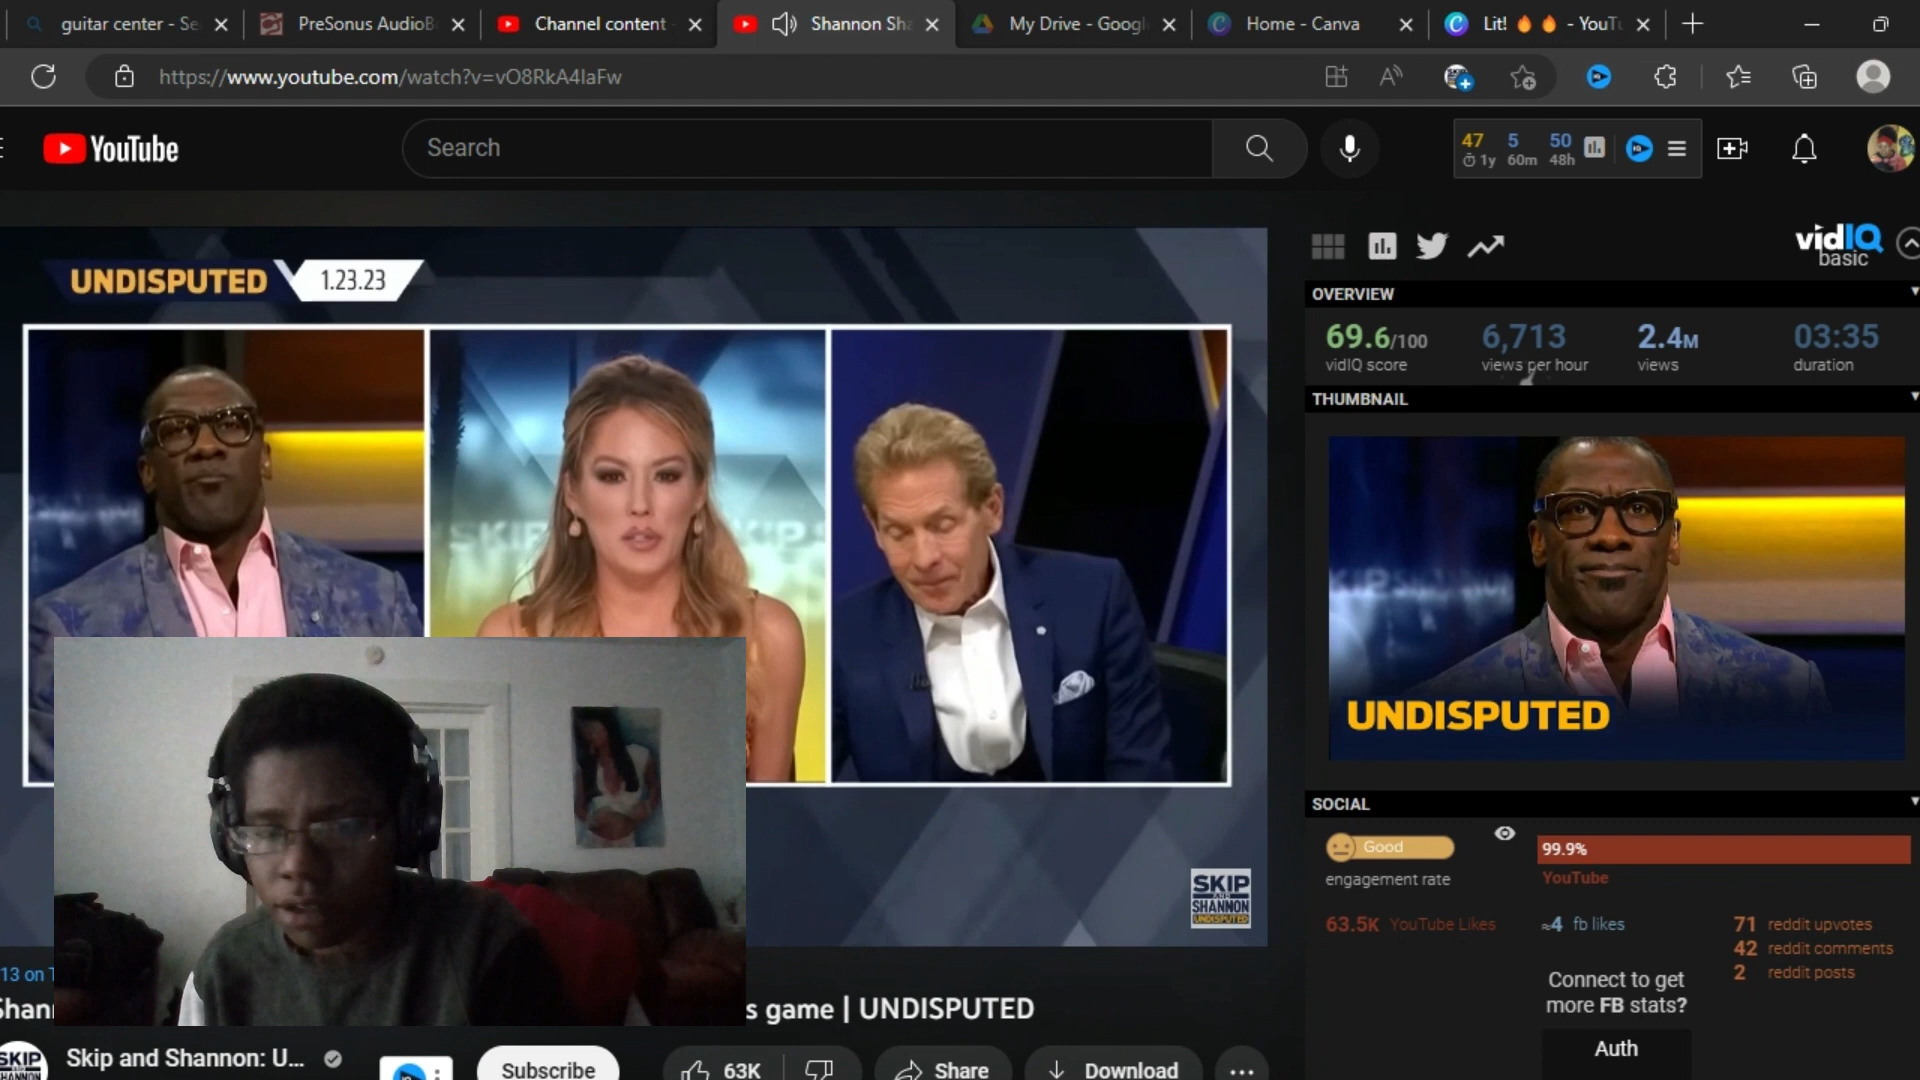 guitar center - Se
PreSonus AudioB
Channel content
Shannon Sha
My Drive - Googl
Home - Canva
Lit! 🔥 🔥 - YouTu
https://www.youtube.com/watch?v=vO8RkA4laFw
YouTube
Search
47 5 50
1y 60m 48h
UNDISPUTED 1.23.23
vidIQ
basic
OVERVIEW
69.6/100 6,713 2.4M 03:35
vidIQ score views per hour views duration
THUMBNAIL
UNDISPUTED
SKIP
SHANNON
UNDISPUTED
SOCIAL
Good
engagement rate
99.9%
YouTube
63.5K YouTube Likes
≈4 fb likes
71 reddit upvotes
42 reddit comments
2 reddit posts
Connect to get
more FB stats?
Auth
13 on T
Shan
s game | UNDISPUTED
SKIP
SHANNON
Skip and Shannon: U...
Subscribe
63K
Share
Download